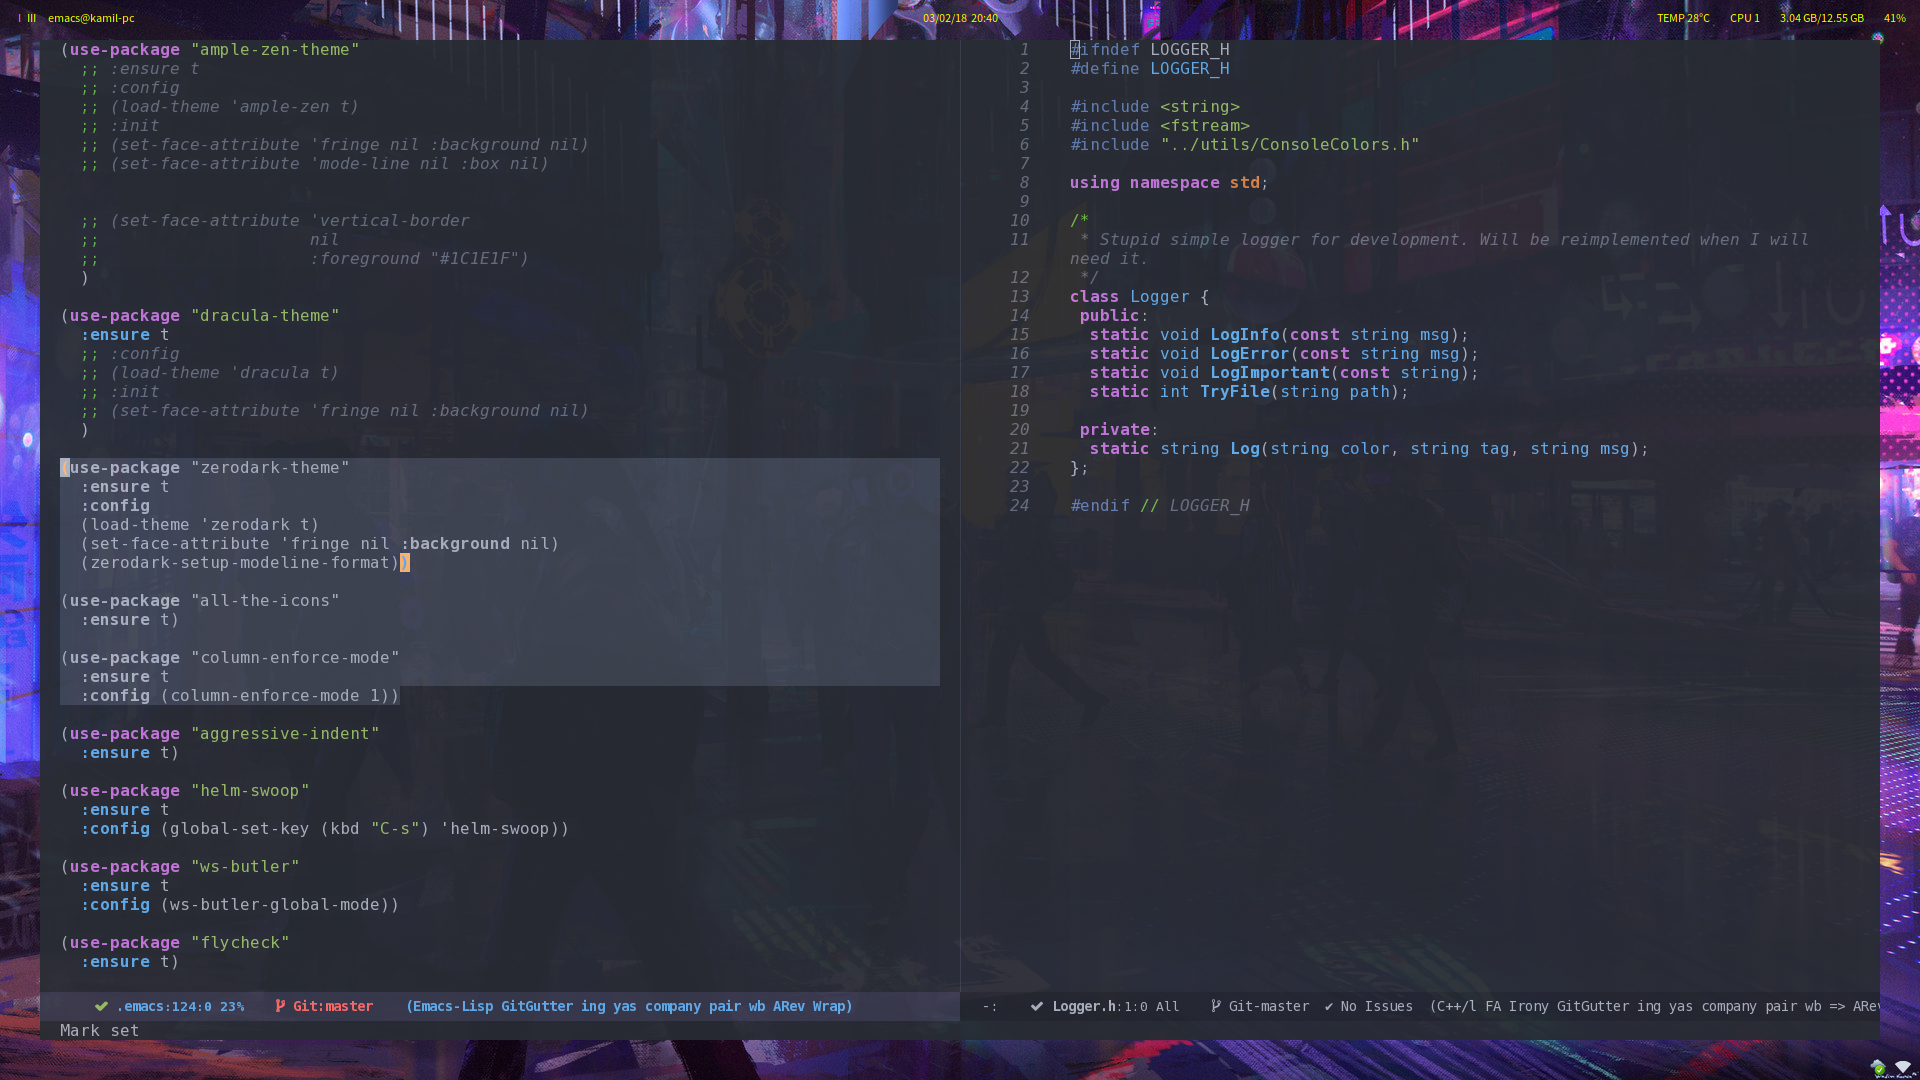 I III emacs@kamil-pc 03/02/18 20:40 TEMP 28°C CPU 1 3.04 GB/12.55 GB 41%
(use-package "ample-zen-theme"
  ;; :ensure t
  ;; :config
  ;; (load-theme 'ample-zen t)
  ;; :init
  ;; (set-face-attribute 'fringe nil :background nil)
  ;; (set-face-attribute 'mode-line nil :box nil)
  ;; (set-face-attribute 'vertical-border
  ;;                     nil
  ;;                     :foreground "#1C1E1F")
  )
(use-package "dracula-theme"
  :ensure t
  ;; :config
  ;; (load-theme 'dracula t)
  ;; :init
  ;; (set-face-attribute 'fringe nil :background nil)
  )
(use-package "zerodark-theme"
  :ensure t
  :config
  (load-theme 'zerodark t)
  (set-face-attribute 'fringe nil :background nil)
  (zerodark-setup-modeline-format))
(use-package "all-the-icons"
  :ensure t)
(use-package "column-enforce-mode"
  :ensure t
  :config (column-enforce-mode 1))
(use-package "aggressive-indent"
  :ensure t)
(use-package "helm-swoop"
  :ensure t
  :config (global-set-key (kbd "C-s") 'helm-swoop))
(use-package "ws-butler"
  :ensure t
  :config (ws-butler-global-mode))
(use-package "flycheck"
  :ensure t)
✔ .emacs:124:0 23% Git:master (Emacs-Lisp GitGutter ing yas company pair wb ARev Wrap)
Mark set
1 #ifndef LOGGER_H
2 #define LOGGER_H
3
4 #include <string>
5 #include <fstream>
6 #include "../utils/ConsoleColors.h"
7
8 using namespace std;
9
10 /*
11  * Stupid simple logger for development. Will be reimplemented when I will
need it.
12  */
13 class Logger {
14  public:
15   static void LogInfo(const string msg);
16   static void LogError(const string msg);
17   static void LogImportant(const string);
18   static int TryFile(string path);
19
20  private:
21   static string Log(string color, string tag, string msg);
22 };
23
24 #endif // LOGGER_H
-: ✔ Logger.h:1:0 All Git-master ✔ No Issues (C++/l FA Irony GitGutter ing yas company pair wb => ARev